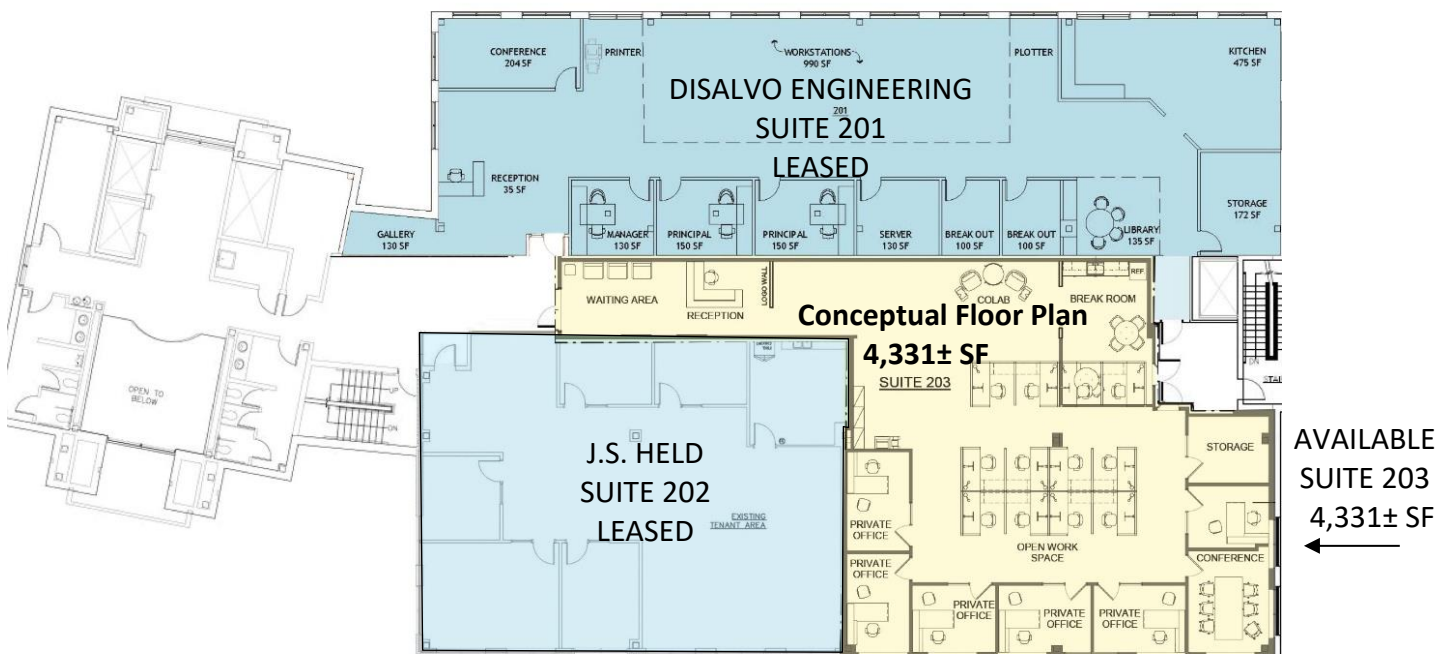 CONFERENCE
204 SF
PRINTER
WORKSTATIONS
990 SF
PLOTTER
KITCHEN
475 SF
DISALVO ENGINEERING
201
SUITE 201
LEASED
RECEPTION
35 SF
STORAGE
172 SF
GALLERY
130 SF
MANAGER
130 SF
PRINCIPAL
150 SF
PRINCIPAL
150 SF
SERVER
130 SF
BREAK OUT
100 SF
BREAK OUT
100 SF
LIBRARY
135 SF
WAITING AREA
RECEPTION
LOGO WALL
COLAB
BREAK ROOM
REF.
Conceptual Floor Plan
4,331± SF
SUITE 203
OPEN TO
BELOW
UP
DN
DN
STAIR
J.S. HELD
SUITE 202
LEASED
EXISTING
TENANT AREA
STORAGE
PRIVATE
OFFICE
OPEN WORK
SPACE
CONFERENCE
PRIVATE
OFFICE
PRIVATE
OFFICE
PRIVATE
OFFICE
PRIVATE
OFFICE
AVAILABLE
SUITE 203
4,331± SF